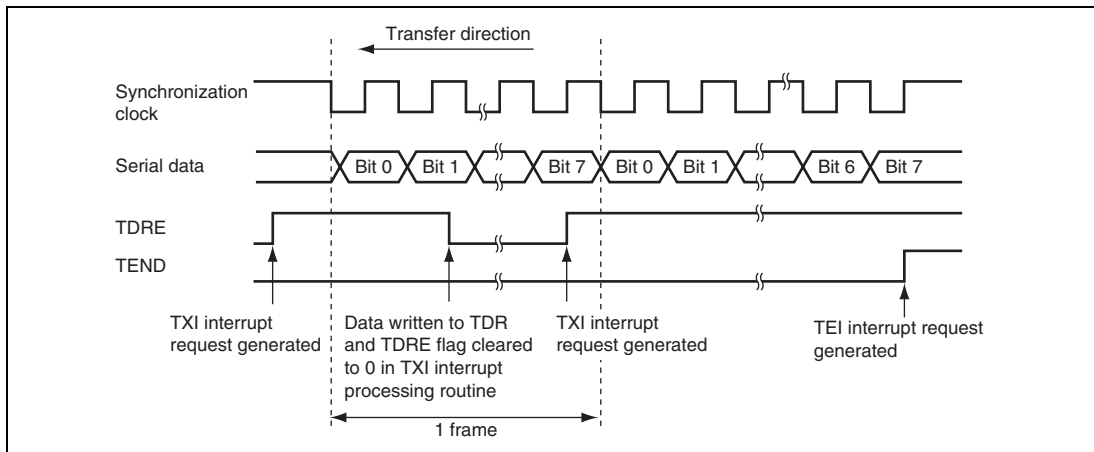 Transfer direction
Synchronization
clock
Serial data
Bit 0
Bit 1
Bit 7
Bit 0
Bit 1
Bit 6
Bit 7
TDRE
TEND
TXI interrupt
request generated
Data written to TDR
and TDRE flag cleared
to 0 in TXI interrupt
processing routine
TXI interrupt
request generated
TEI interrupt request
generated
1 frame